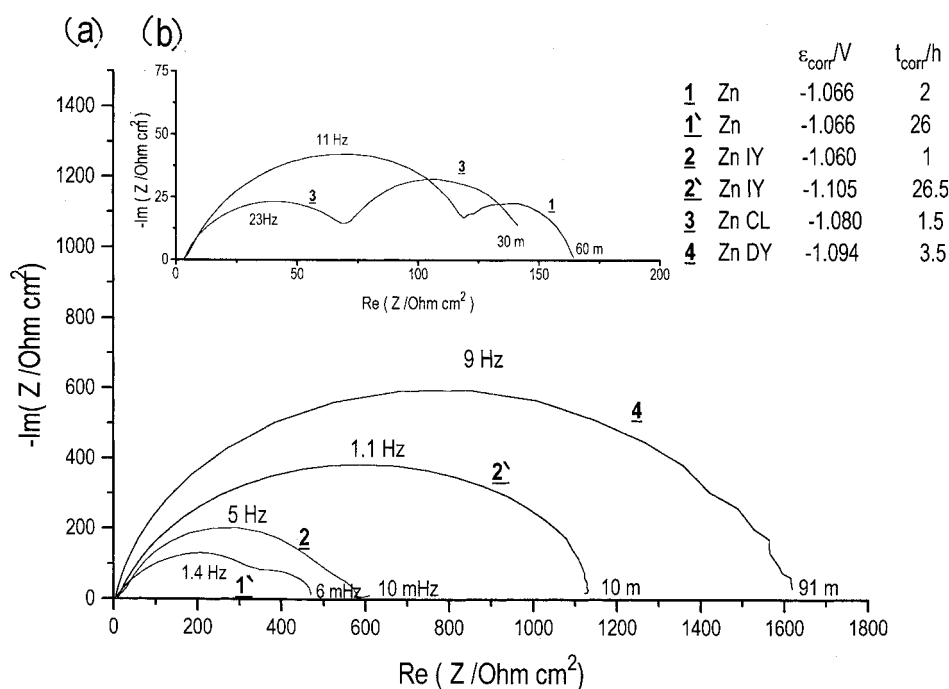 (a) (b)
εcorr/V tcorr/h
1 Zn -1.066 2
1` Zn -1.066 26
2 Zn IY -1.060 1
2` Zn IY -1.105 26.5
3 Zn CL -1.080 1.5
4 Zn DY -1.094 3.5
-Im( Z /Ohm cm²)
75
50
25
0
11 Hz
3
3
23Hz
1
30 m
60 m
0 50 100 150 200
Re ( Z /Ohm cm²)
-Im( Z /Ohm cm²)
1400
1200
1000
800
600
400
200
0
9 Hz
4
1.1 Hz
2`
5 Hz
2
1.4 Hz
1`
6 mHz
10 mHz
10 m
91 m
0 200 400 600 800 1000 1200 1400 1600 1800
Re ( Z /Ohm cm²)